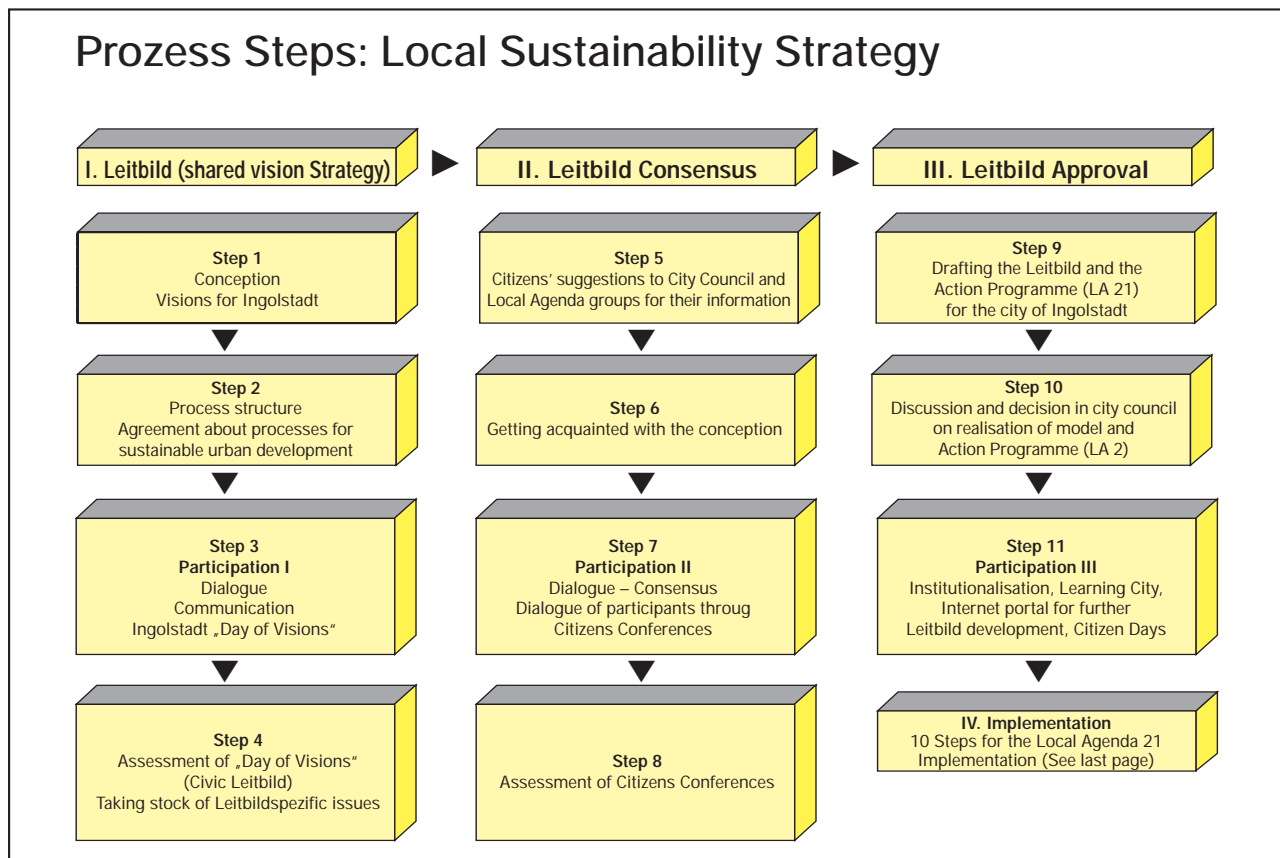 Prozess Steps: Local Sustainability Strategy
I. Leitbild (shared vision Strategy)
Step 1
Conception
Visions for Ingolstadt
Step 2
Process structure
Agreement about processes for
sustainable urban development
Step 3
Participation I
Dialogue
Communication
Ingolstadt „Day of Visions“
Step 4
Assessment of „Day of Visions“
(Civic Leitbild)
Taking stock of Leitbildspezific issues
II. Leitbild Consensus
Step 5
Citizens’ suggestions to City Council and
Local Agenda groups for their information
Step 6
Getting acquainted with the conception
Step 7
Participation II
Dialogue – Consensus
Dialogue of participants throug
Citizens Conferences
Step 8
Assessment of Citizens Conferences
III. Leitbild Approval
Step 9
Drafting the Leitbild and the
Action Programme (LA 21)
for the city of Ingolstadt
Step 10
Discussion and decision in city council
on realisation of model and
Action Programme (LA 2)
Step 11
Participation III
Institutionalisation, Learning City,
Internet portal for further
Leitbild development, Citizen Days
IV. Implementation
10 Steps for the Local Agenda 21
Implementation (See last page)